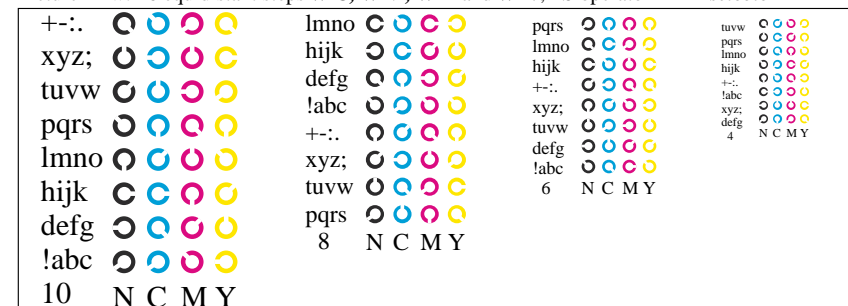 +-:.
xyz;
tuvw
pqrs
lmno
hijk
defg
!abc
10 N C M Y
lmno
hijk
defg
!abc
+-:.
xyz;
tuvw
pqrs
8 N C M Y
pqrs
lmno
hijk
+-:.
xyz;
tuvw
defg
!abc
6 N C M Y
tuvw
pqrs
lmno
hijk
+-:.
!abc
xyz;
defg
4 N C M Y